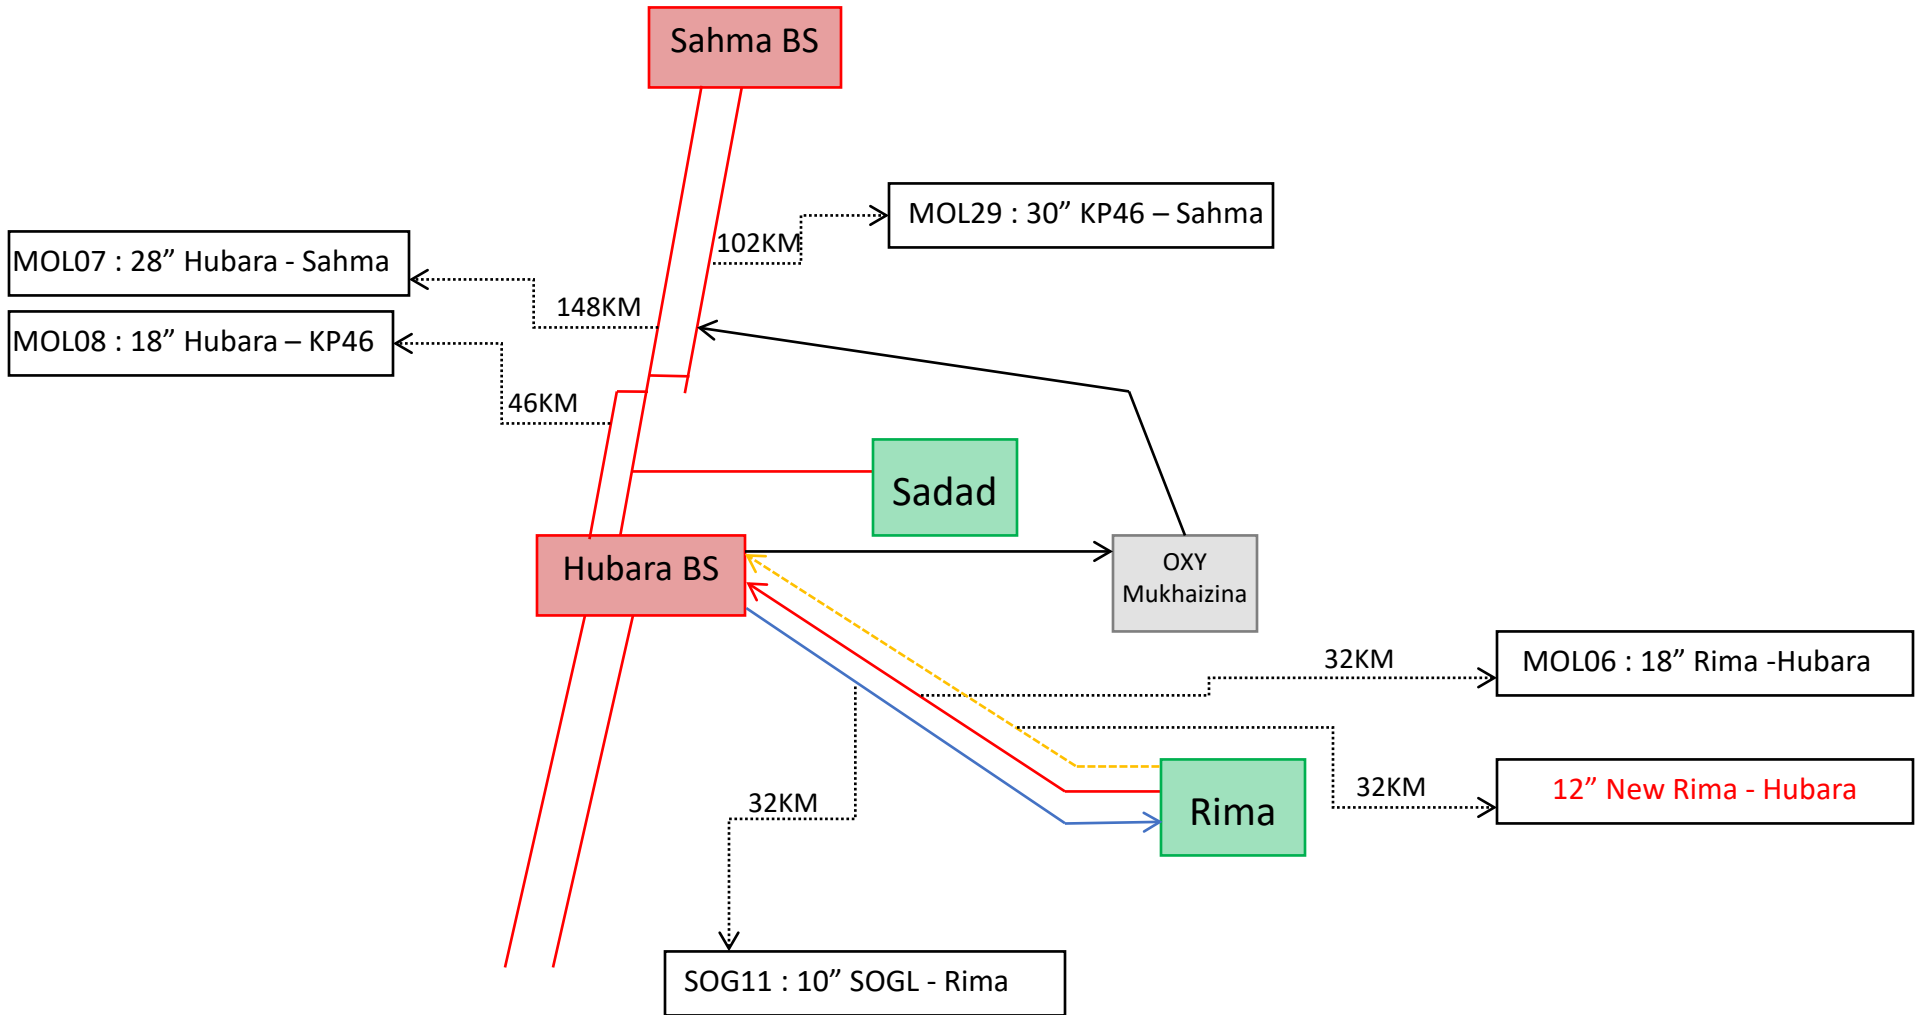 Sahma BS
MOL29 : 30” KP46 – Sahma
102KM
MOL07 : 28” Hubara - Sahma
148KM
MOL08 : 18” Hubara – KP46
46KM
Sadad
Hubara BS
OXY
Mukhaizina
32KM
MOL06 : 18” Rima -Hubara
32KM
12” New Rima - Hubara
32KM
Rima
SOG11 : 10” SOGL - Rima